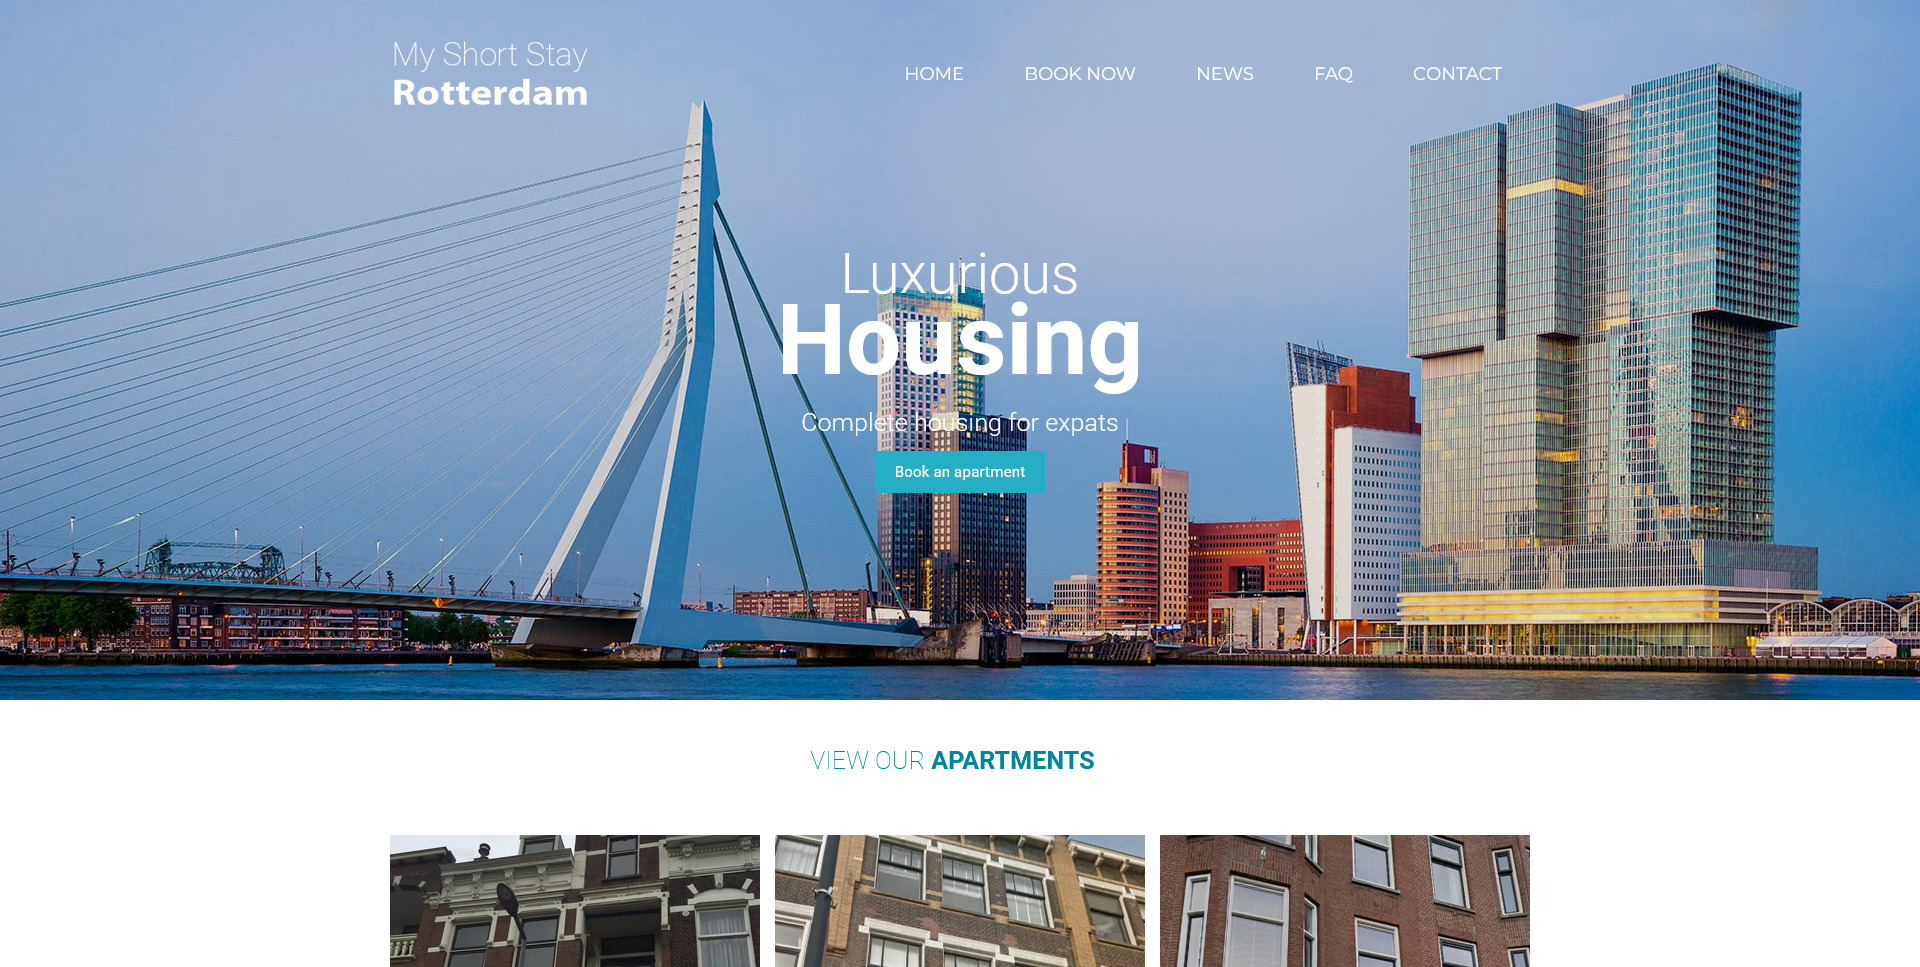 My Short Stay
Rotterdam
HOME
BOOK NOW
NEWS
FAQ
CONTACT
Luxurious
Housing
Complete housing for expats
Book an apartment
VIEW OUR APARTMENTS